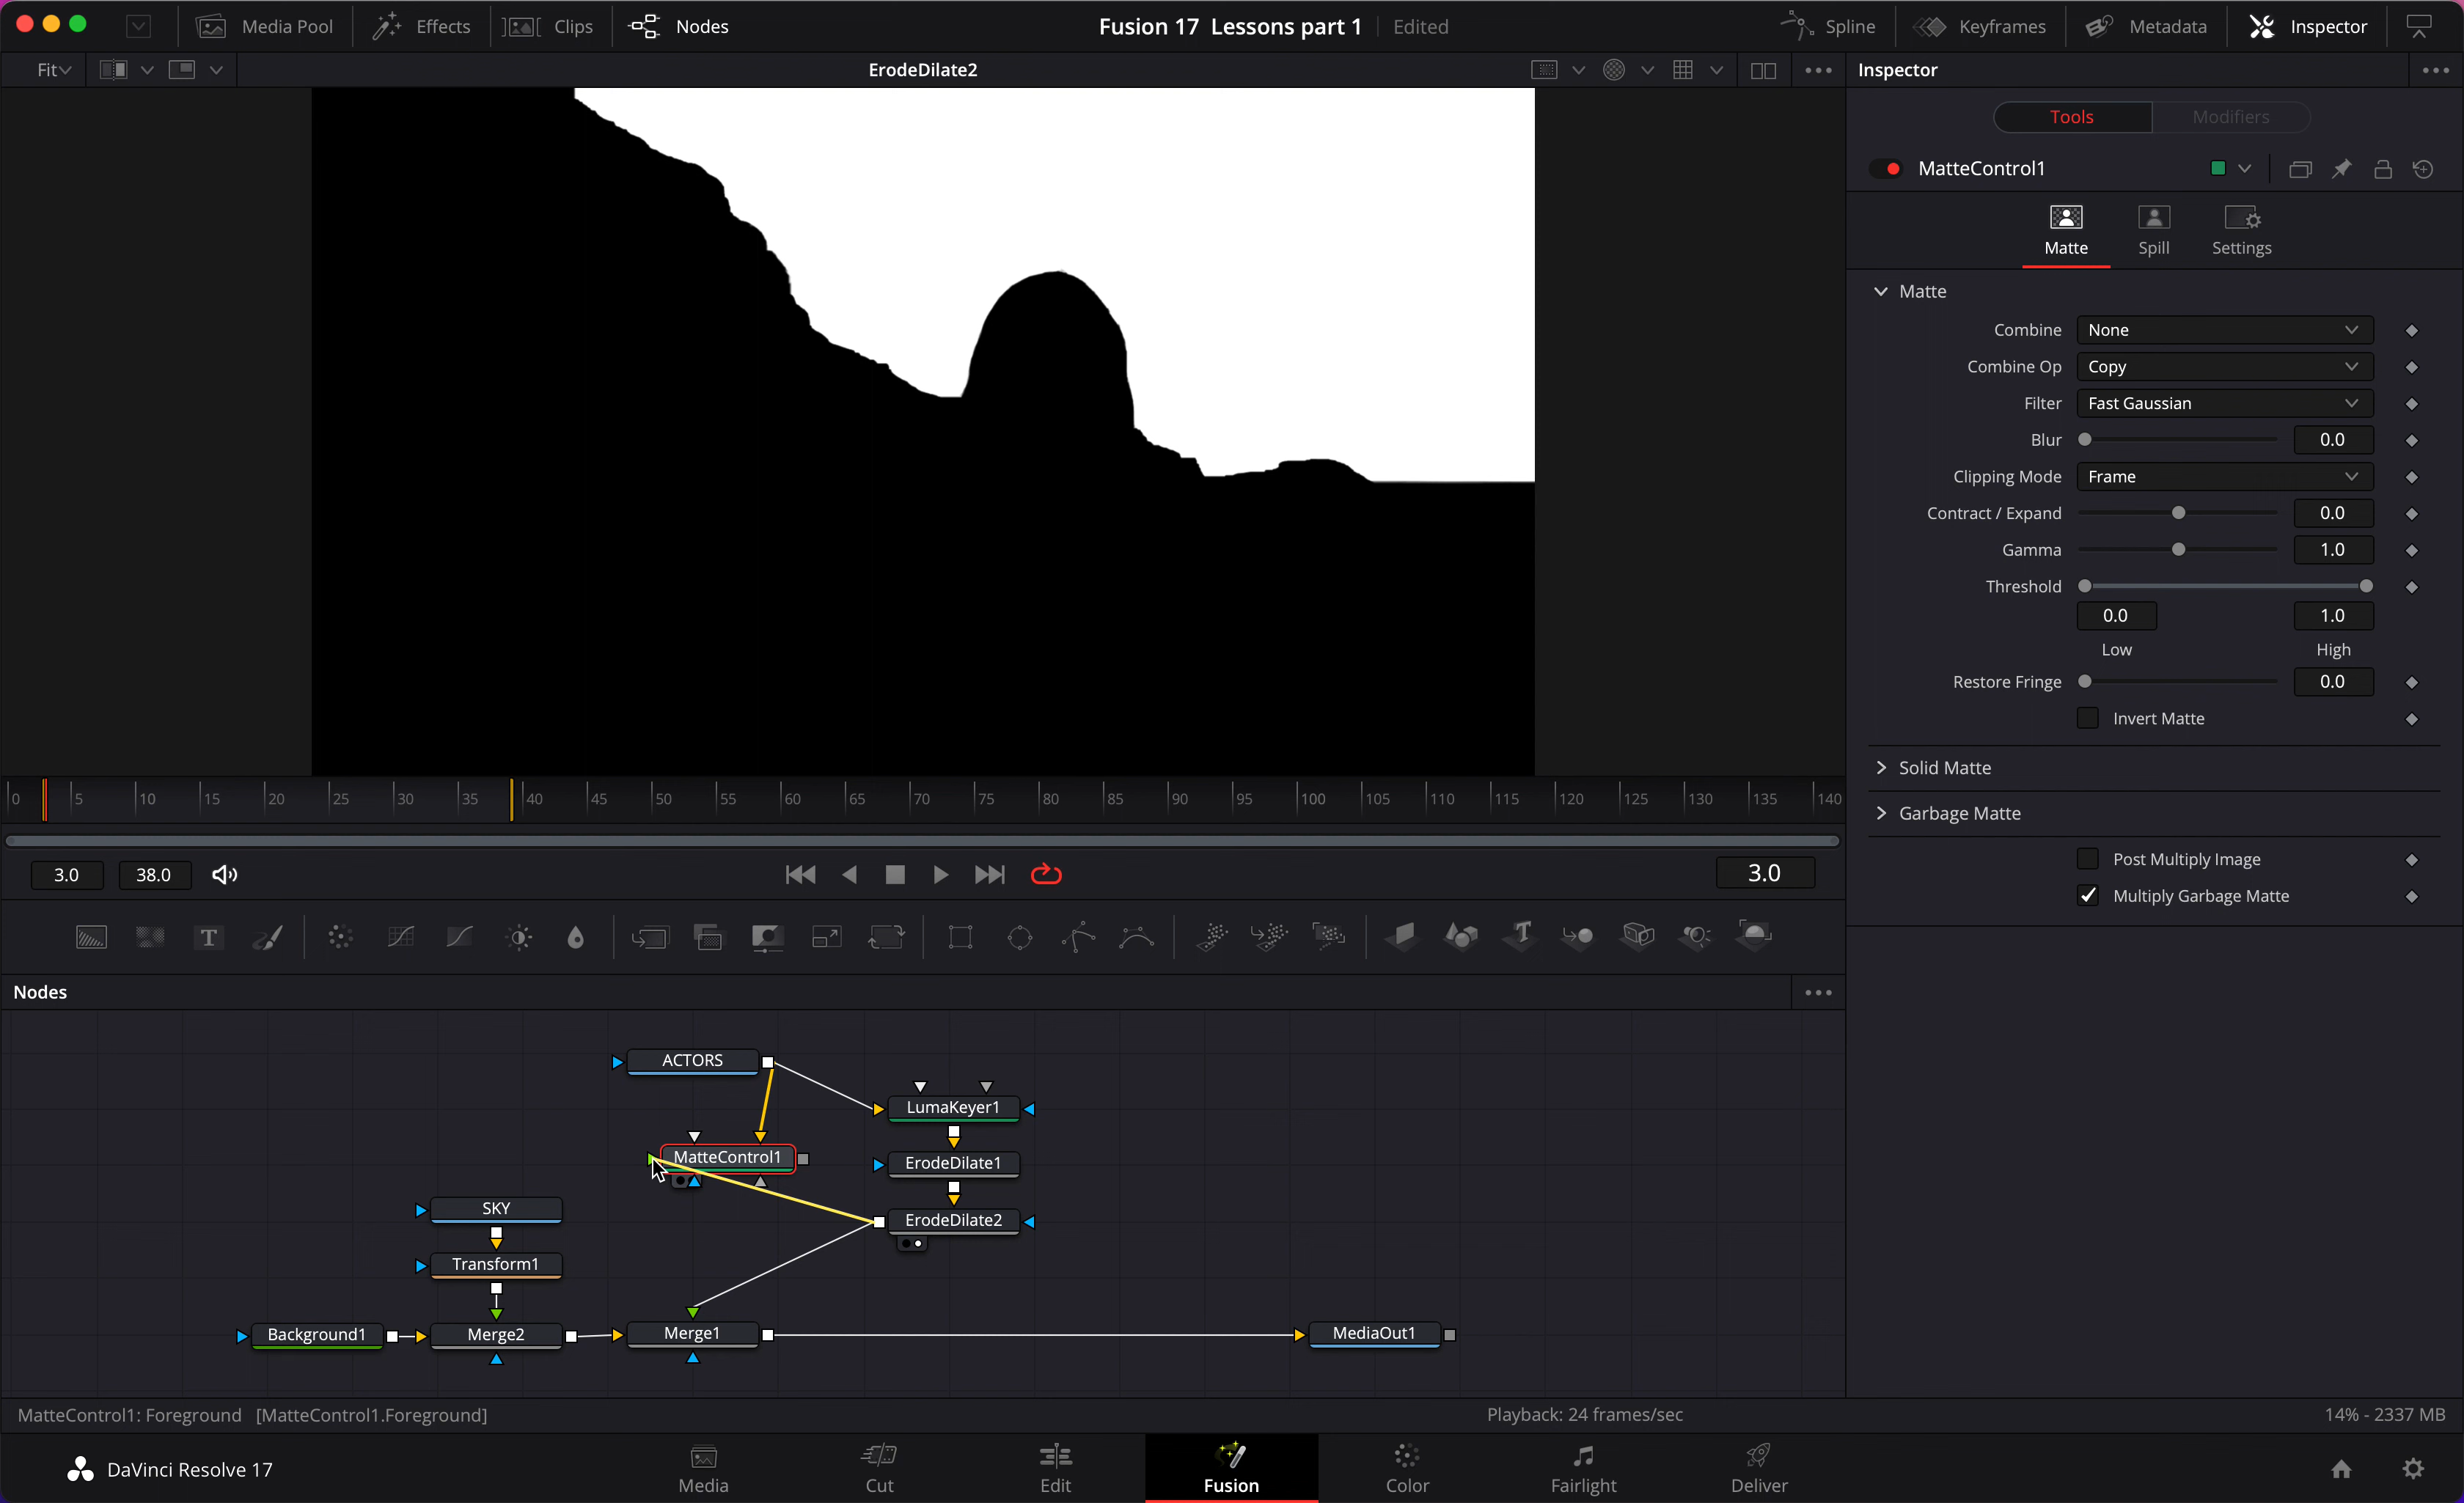 Media Pool Effects Clips Nodes Fusion 17 Lessons part 1 Edited Spline Keyframes Metadata Inspector
Fit ErodeDilate2 Inspector
Tools Modifiers
MatteControl1
Matte Spill Settings
Matte
Combine None
Combine Op Copy
Filter Fast Gaussian
Blur 0.0
Clipping Mode Frame
Contract / Expand 0.0
Gamma 1.0
Threshold
0.0 1.0
Low High
Restore Fringe 0.0
Invert Matte
Solid Matte
Garbage Matte
Post Multiply Image
Multiply Garbage Matte
0 5 10 15 20 25 30 35 40 45 50 55 60 65 70 75 80 85 90 95 100 105 110 115 120 125 130 135 140
3.0 38.0 3.0
T T
Nodes
ACTORS
LumaKeyer1
MatteControl1
ErodeDilate1
SKY
ErodeDilate2
Transform1
Background1 Merge2 Merge1 MediaOut1
MatteControl1: Foreground [MatteControl1.Foreground] Playback: 24 frames/sec 14% - 2337 MB
DaVinci Resolve 17 Media Cut Edit Fusion Color Fairlight Deliver